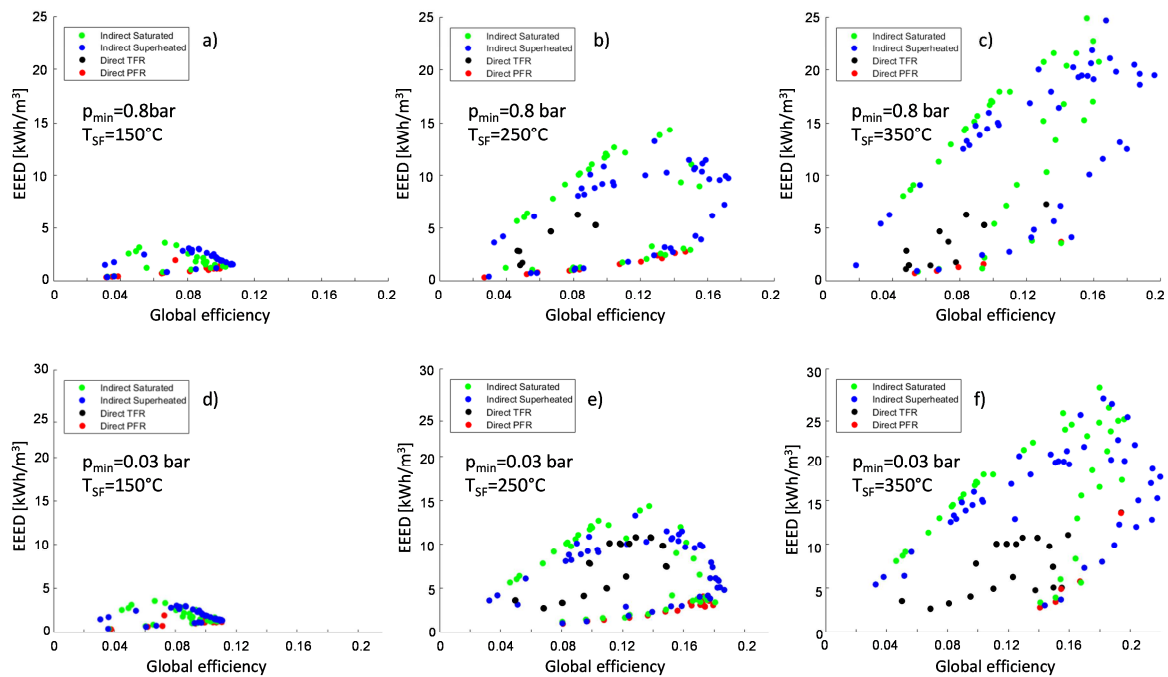 25
20
15
10
5
0
EEED [kWh/m³]
Indirect Saturated
Indirect Superheated
Direct TFR
Direct PFR
a)
pmin=0.8bar
TSF=150°C
0 0.04 0.08 0.12 0.16 0.2
Global efficiency
25
20
15
10
5
0
EEED [kWh/m³]
Indirect Saturated
Indirect Superheated
Direct TFR
Direct PFR
b)
pmin=0.8 bar
TSF=250°C
0 0.04 0.08 0.12 0.16 0.2
Global efficiency
25
20
15
10
5
0
EEED [kWh/m³]
Indirect Saturated
Indirect Superheated
Direct TFR
Direct PFR
c)
pmin=0.8 bar
TSF=350°C
0 0.04 0.08 0.12 0.16 0.2
Global efficiency
30
25
20
15
10
5
0
EEED [kWh/m³]
Indirect Saturated
Indirect Superheated
Direct TFR
Direct PFR
d)
pmin=0.03 bar
TSF=150°C
0 0.04 0.08 0.12 0.16 0.2
Global efficiency
30
25
20
15
10
5
0
EEED [kWh/m³]
Indirect Saturated
Indirect Superheated
Direct TFR
Direct PFR
e)
pmin=0.03 bar
TSF=250°C
0 0.04 0.08 0.12 0.16 0.2
Global efficiency
30
25
20
15
10
5
0
EEED [kWh/m³]
Indirect Saturated
Indirect Superheated
Direct TFR
Direct PFR
f)
pmin=0.03 bar
TSF=350°C
0 0.04 0.08 0.12 0.16 0.2
Global efficiency